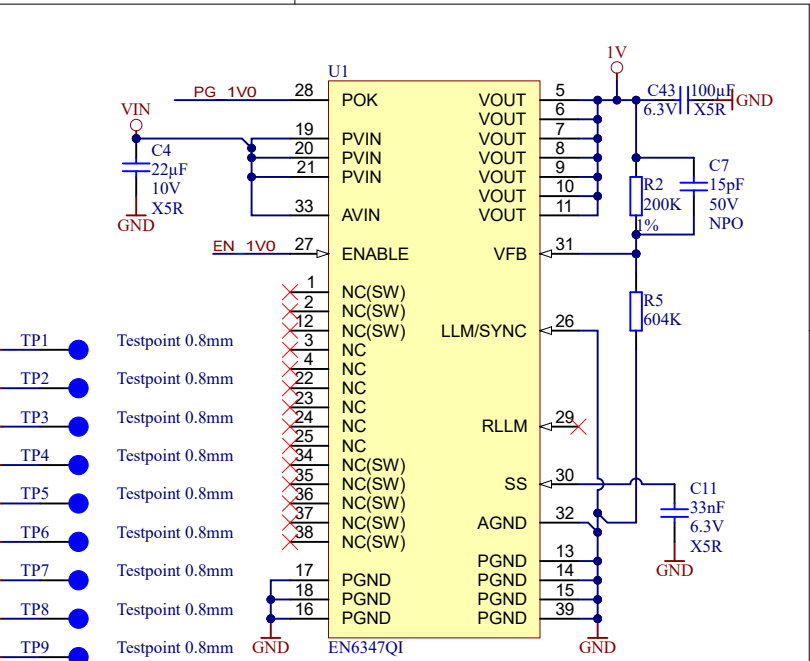 1V
U1
PG_1V0 28 POK VOUT 5 C43 100µF GND
VOUT 6 6.3V X5R
VIN
19 PVIN VOUT 7
C4 20 PVIN VOUT 8
22µF 21 PVIN VOUT 9 C7
10V VOUT 10 R2 15pF
X5R 33 AVIN VOUT 11 200K 50V
GND 1% NPO
EN_1V0 27 ENABLE VFB 31
1 NC(SW)
2 NC(SW) R5
12 NC(SW) LLM/SYNC 26 604K
TP1 Testpoint 0.8mm 3 NC
4 NC
TP2 Testpoint 0.8mm 22 NC
23 NC
TP3 Testpoint 0.8mm 24 NC RLLM 29
25 NC
TP4 Testpoint 0.8mm 34 NC(SW)
35 NC(SW) SS 30
TP5 Testpoint 0.8mm 36 NC(SW) C11
37 NC(SW) AGND 32 33nF
TP6 Testpoint 0.8mm 38 NC(SW) 6.3V
X5R
PGND 13
TP7 Testpoint 0.8mm 17 PGND PGND 14 GND
18 PGND PGND 15
TP8 Testpoint 0.8mm 16 PGND PGND 39
TP9 Testpoint 0.8mm GND EN6347QI GND